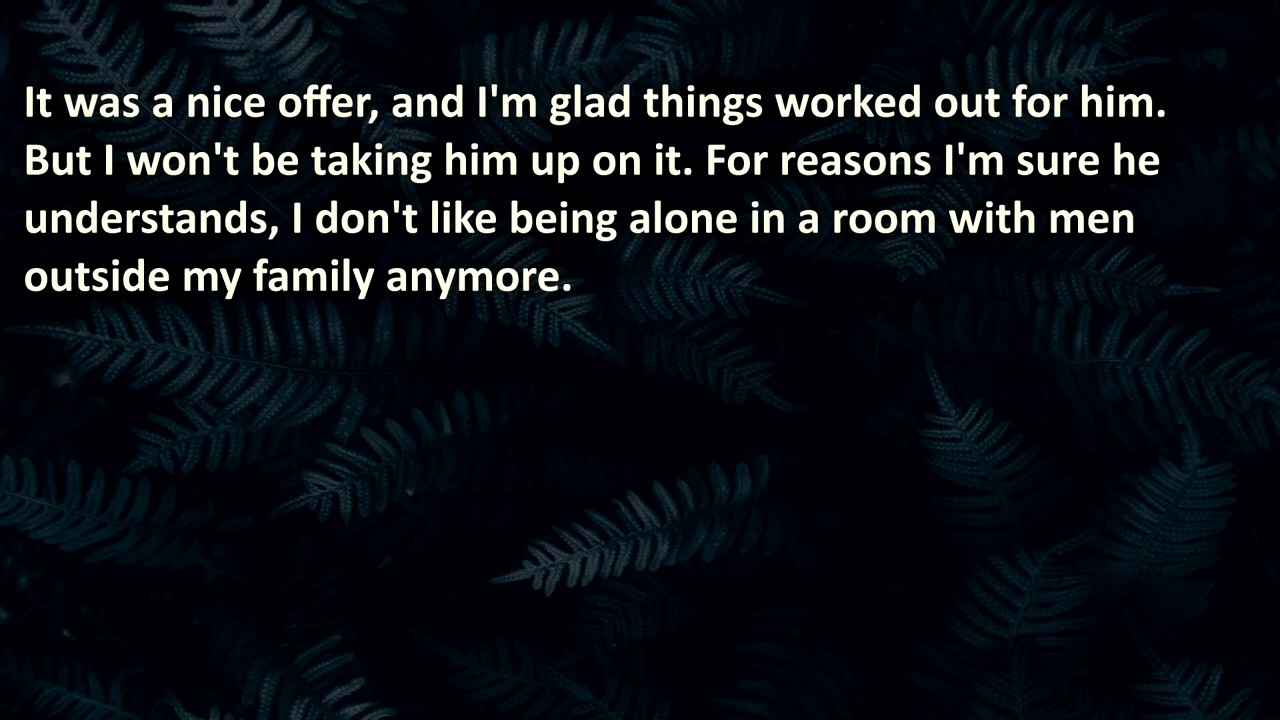 It was a nice offer, and I'm glad things worked out for him.
But I won't be taking him up on it. For reasons I'm sure he
understands, I don't like being alone in a room with men
outside my family anymore.